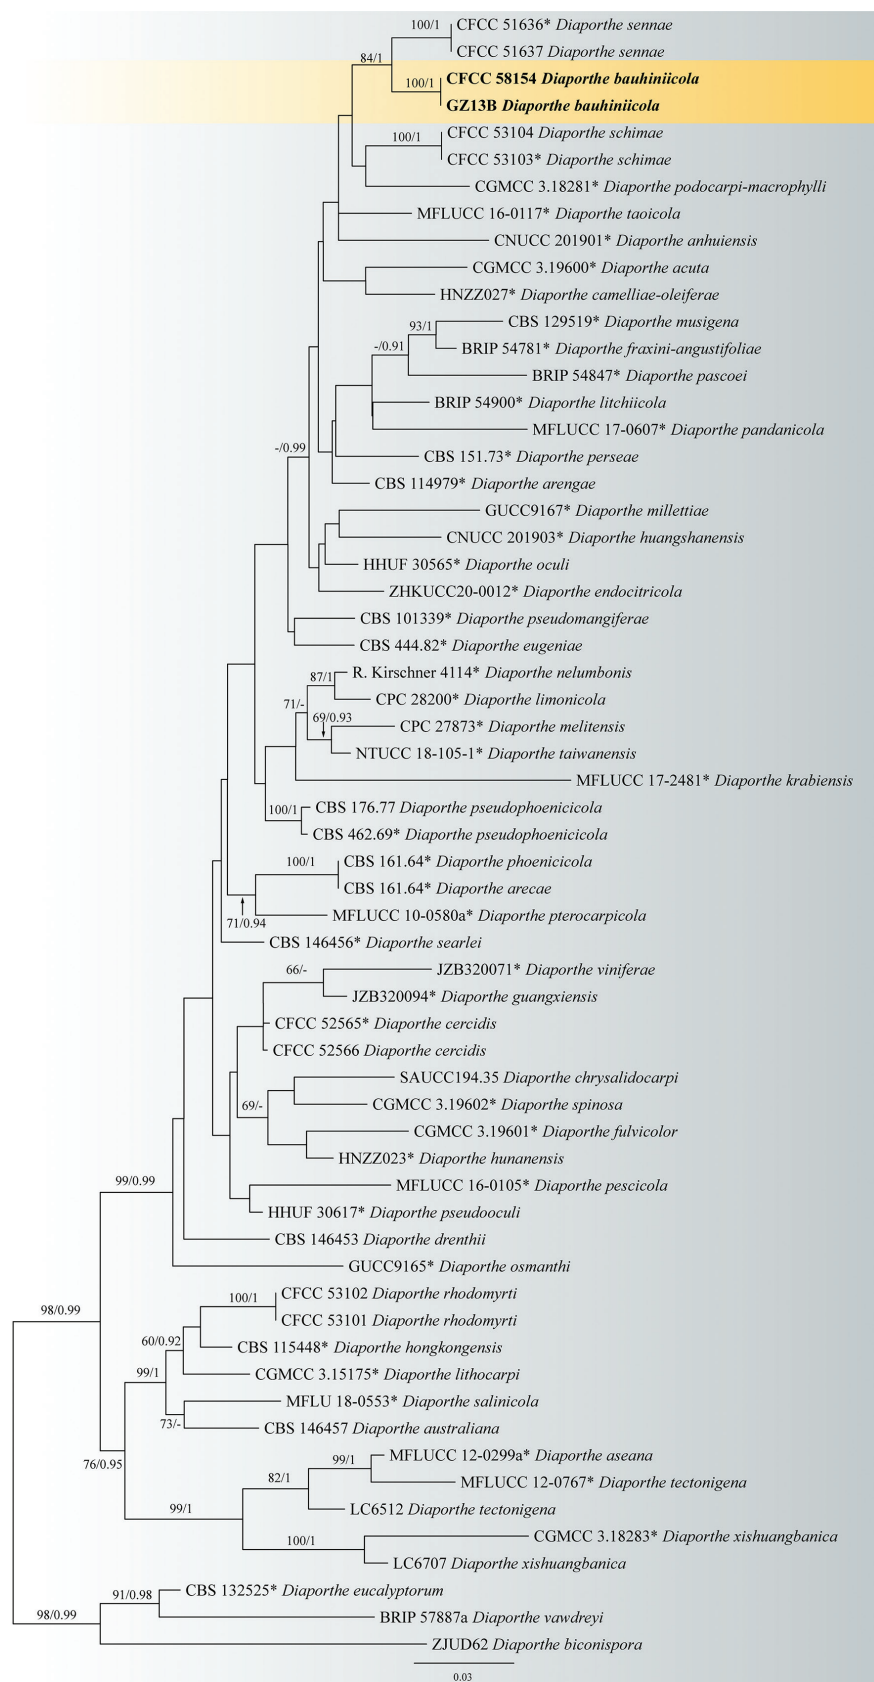 100/1
CFCC 51636* Diaporthe sennae
CFCC 51637 Diaporthe sennae
84/1
100/1
CFCC 58154 Diaporthe bauhiniicola
GZ13B Diaporthe bauhiniicola
100/1
CFCC 53104 Diaporthe schimae
CFCC 53103* Diaporthe schimae
CGMCC 3.18281* Diaporthe podocarpi-macrophylli
MFLUCC 16-0117* Diaporthe taoicola
CNUCC 201901* Diaporthe anhuiensis
CGMCC 3.19600* Diaporthe acuta
HNZZ027* Diaporthe camelliae-oleiferae
CBS 129519* Diaporthe musigena
93/1
BRIP 54781* Diaporthe fraxini-angustifoliae
-/0.91
BRIP 54847* Diaporthe pascoei
BRIP 54900* Diaporthe litchiicola
MFLUCC 17-0607* Diaporthe pandanicola
-/0.99
CBS 151.73* Diaporthe perseae
CBS 114979* Diaporthe arengae
GUCC9167* Diaporthe millettiae
CNUCC 201903* Diaporthe huangshanensis
HHUF 30565* Diaporthe oculi
ZHKUCC20-0012* Diaporthe endocitricola
CBS 101339* Diaporthe pseudomangiferae
CBS 444.82* Diaporthe eugeniae
87/1
R. Kirschner 4114* Diaporthe nelumbonis
71/-
CPC 28200* Diaporthe limonicola
69/0.93
CPC 27873* Diaporthe melitensis
NTUCC 18-105-1* Diaporthe taiwanensis
MFLUCC 17-2481* Diaporthe krabiensis
100/1
CBS 176.77 Diaporthe pseudophoenicicola
CBS 462.69* Diaporthe pseudophoenicicola
100/1
CBS 161.64* Diaporthe phoenicicola
CBS 161.64* Diaporthe arecae
71/0.94
MFLUCC 10-0580a* Diaporthe pterocarpicola
CBS 146456* Diaporthe searlei
66/-
JZB320071* Diaporthe viniferae
JZB320094* Diaporthe guangxiensis
CFCC 52565* Diaporthe cercidis
CFCC 52566 Diaporthe cercidis
SAUCC194.35 Diaporthe chrysalidocarpi
69/-
CGMCC 3.19602* Diaporthe spinosa
CGMCC 3.19601* Diaporthe fulvicolor
HNZZ023* Diaporthe hunanensis
99/0.99
MFLUCC 16-0105* Diaporthe pescicola
HHUF 30617* Diaporthe pseudooculi
CBS 146453 Diaporthe drenthii
GUCC9165* Diaporthe osmanthi
98/0.99
100/1
CFCC 53102 Diaporthe rhodomyrti
CFCC 53101 Diaporthe rhodomyrti
60/0.92
CBS 115448* Diaporthe hongkongensis
99/1
CGMCC 3.15175* Diaporthe lithocarpi
MFLU 18-0553* Diaporthe salinicola
73/-
CBS 146457 Diaporthe australiana
76/0.95
99/1
MFLUCC 12-0299a* Diaporthe aseana
82/1
MFLUCC 12-0767* Diaporthe tectonigena
99/1
LC6512 Diaporthe tectonigena
100/1
CGMCC 3.18283* Diaporthe xishuangbanica
LC6707 Diaporthe xishuangbanica
91/0.98
CBS 132525* Diaporthe eucalyptorum
98/0.99
BRIP 57887a Diaporthe vawdreyi
ZJUD62 Diaporthe biconispora
0.03